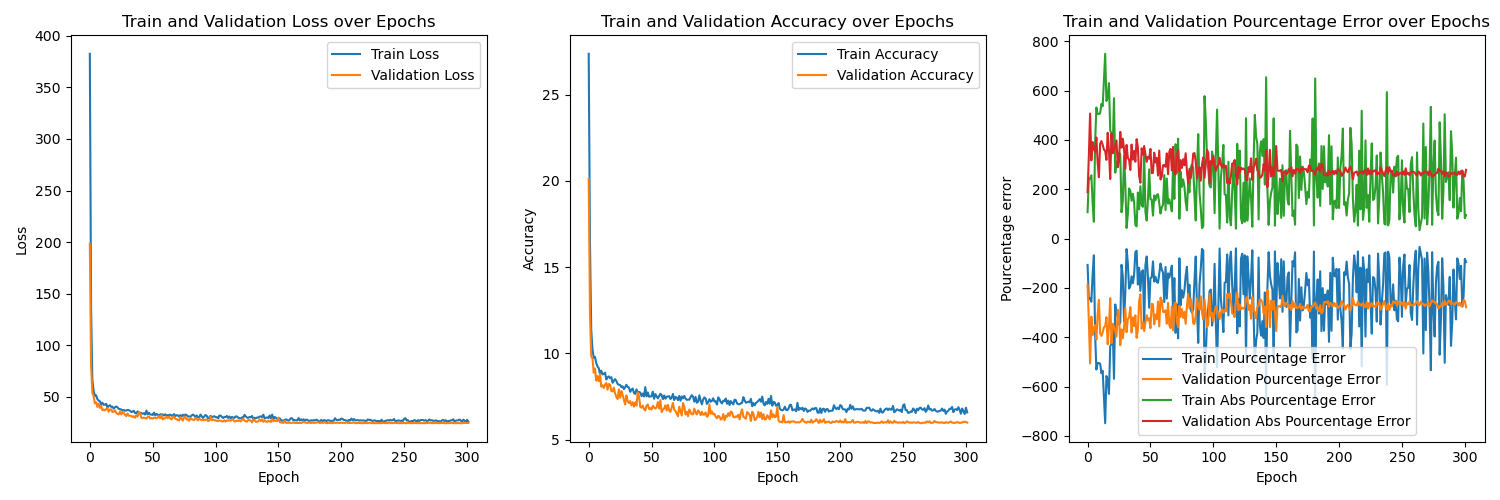 Train and Validation Loss over Epochs
Loss
400
350
300
250
200
150
100
50
0 50 100 150 200 250 300
Epoch
Train Loss
Validation Loss
Train and Validation Accuracy over Epochs
Accuracy
25
20
15
10
5
0 50 100 150 200 250 300
Epoch
Train Accuracy
Validation Accuracy
Train and Validation Pourcentage Error over Epochs
Pourcentage error
800
600
400
200
0
−200
−400
−600
−800
0 50 100 150 200 250 300
Epoch
Train Pourcentage Error
Validation Pourcentage Error
Train Abs Pourcentage Error
Validation Abs Pourcentage Error